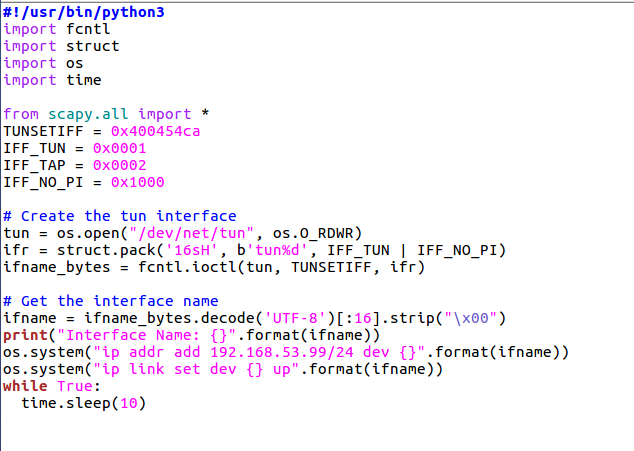 #!/usr/bin/python3
import fcntl
import struct
import os
import time

from scapy.all import *
TUNSETIFF = 0x400454ca
IFF_TUN = 0x0001
IFF_TAP = 0x0002
IFF_NO_PI = 0x1000

# Create the tun interface
tun = os.open("/dev/net/tun", os.O_RDWR)
ifr = struct.pack('16sH', b'tun%d', IFF_TUN | IFF_NO_PI)
ifname_bytes = fcntl.ioctl(tun, TUNSETIFF, ifr)

# Get the interface name
ifname = ifname_bytes.decode('UTF-8')[:16].strip("\x00")
print("Interface Name: {}".format(ifname))
os.system("ip addr add 192.168.53.99/24 dev {}".format(ifname))
os.system("ip link set dev {} up".format(ifname))
while True:
  time.sleep(10)